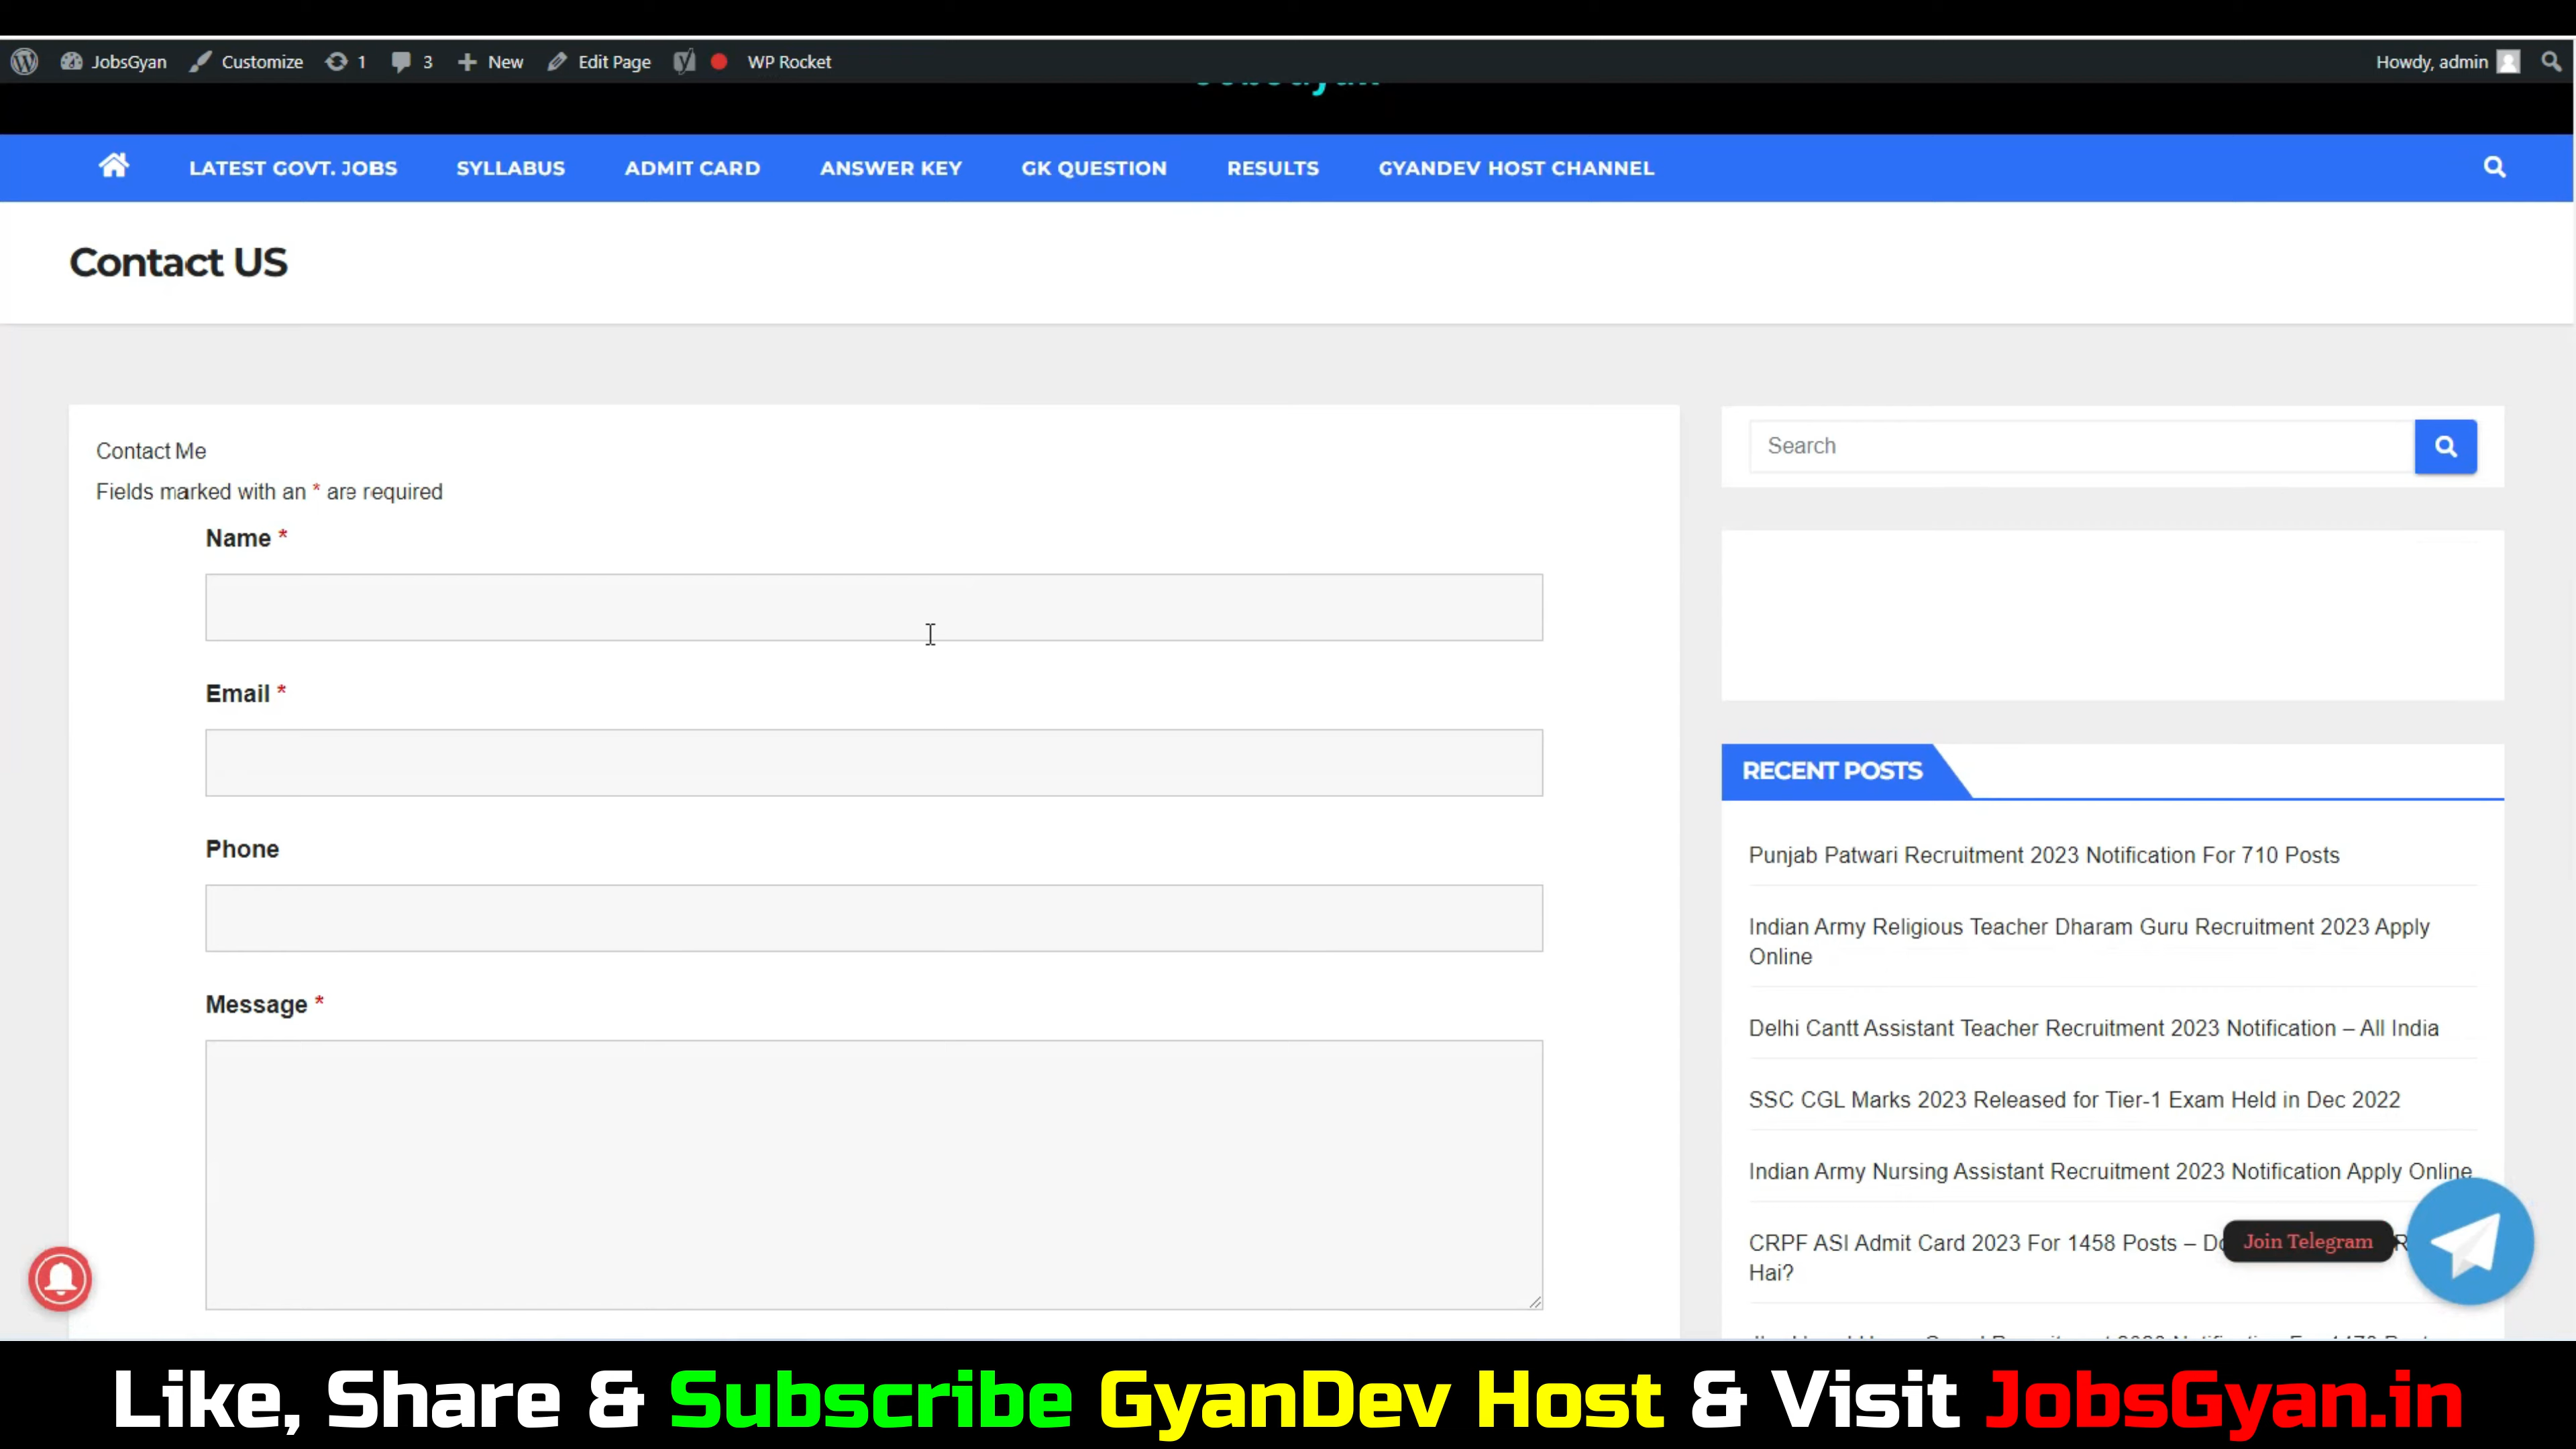 JobsGyan Customize 1 3 New Edit Page WP Rocket Howdy, admin
LATEST GOVT. JOBS SYLLABUS ADMIT CARD ANSWER KEY GK QUESTION RESULTS GYANDEV HOST CHANNEL
Contact US
Contact Me
Fields marked with an * are required
Name *
Email *
Phone
Message *
Search
RECENT POSTS
Punjab Patwari Recruitment 2023 Notification For 710 Posts
Indian Army Religious Teacher Dharam Guru Recruitment 2023 Apply
Online
Delhi Cantt Assistant Teacher Recruitment 2023 Notification – All India
SSC CGL Marks 2023 Released for Tier-1 Exam Held in Dec 2022
Indian Army Nursing Assistant Recruitment 2023 Notification Apply Online
CRPF ASI Admit Card 2023 For 1458 Posts –
Hai?
Join Telegram
Like, Share & Subscribe GyanDev Host & Visit JobsGyan.in